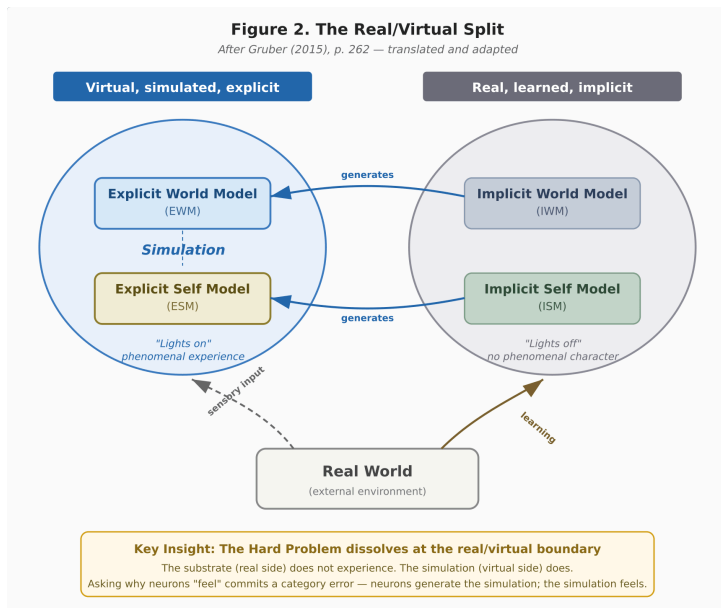 Figure 2. The Real/Virtual Split
After Gruber (2015), p. 262 — translated and adapted
Virtual, simulated, explicit
Real, learned, implicit
generates
Explicit World Model
(EWM)
Implicit World Model
(IWM)
Simulation
Explicit Self Model
(ESM)
Implicit Self Model
(ISM)
generates
"Lights on"
phenomenal experience
"Lights off"
no phenomenal character
sensory input
learning
Real World
(external environment)
Key Insight: The Hard Problem dissolves at the real/virtual boundary
The substrate (real side) does not experience. The simulation (virtual side) does.
Asking why neurons "feel" commits a category error — neurons generate the simulation; the simulation feels.